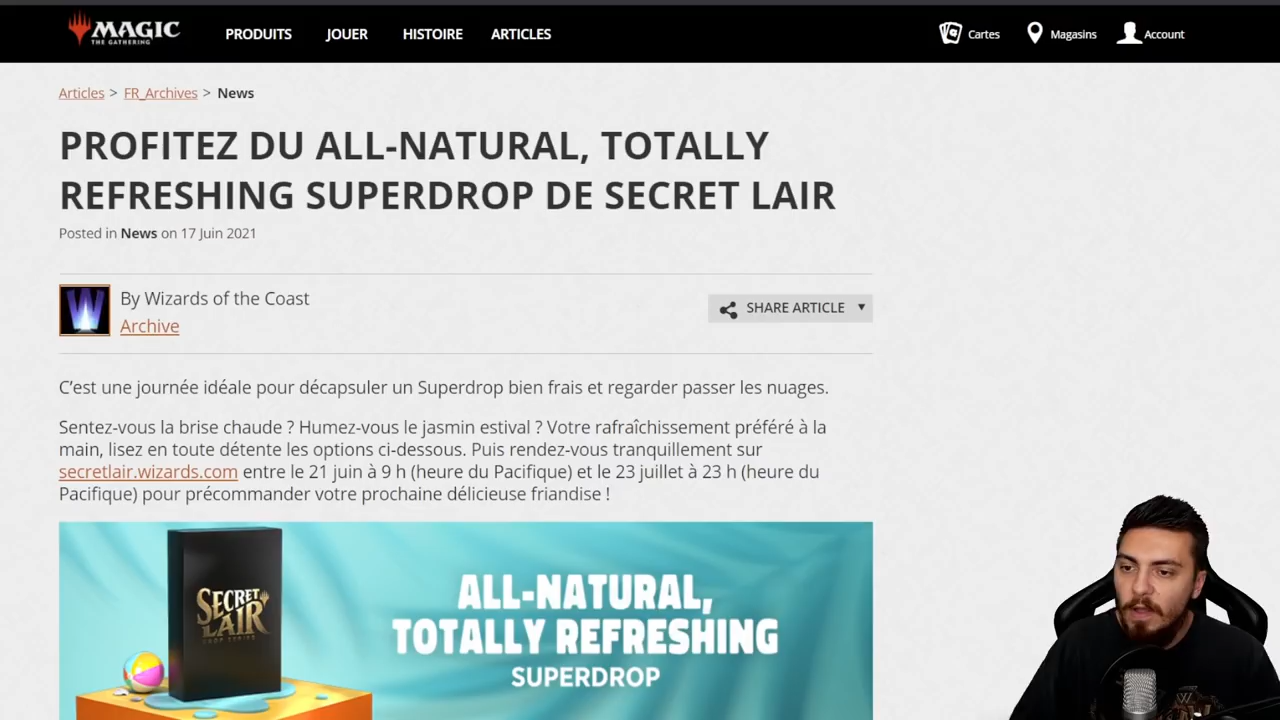 MAGIC
THE GATHERING
PRODUITS JOUER HISTOIRE ARTICLES
Cartes Magasins Account
Articles > FR_Archives > News
PROFITEZ DU ALL-NATURAL, TOTALLY
REFRESHING SUPERDROP DE SECRET LAIR
Posted in News on 17 Juin 2021
By Wizards of the Coast
Archive
SHARE ARTICLE
C’est une journée idéale pour décapsuler un Superdrop bien frais et regarder passer les nuages.
Sentez-vous la brise chaude ? Humez-vous le jasmin estival ? Votre rafraîchissement préféré à la
main, lisez en toute détente les options ci-dessous. Puis rendez-vous tranquillement sur
secretlair.wizards.com entre le 21 juin à 9 h (heure du Pacifique) et le 23 juillet à 23 h (heure du
Pacifique) pour précommander votre prochaine délicieuse friandise !
SECRET
LAIR
DROP SERIES
ALL-NATURAL,
TOTALLY REFRESHING
SUPERDROP